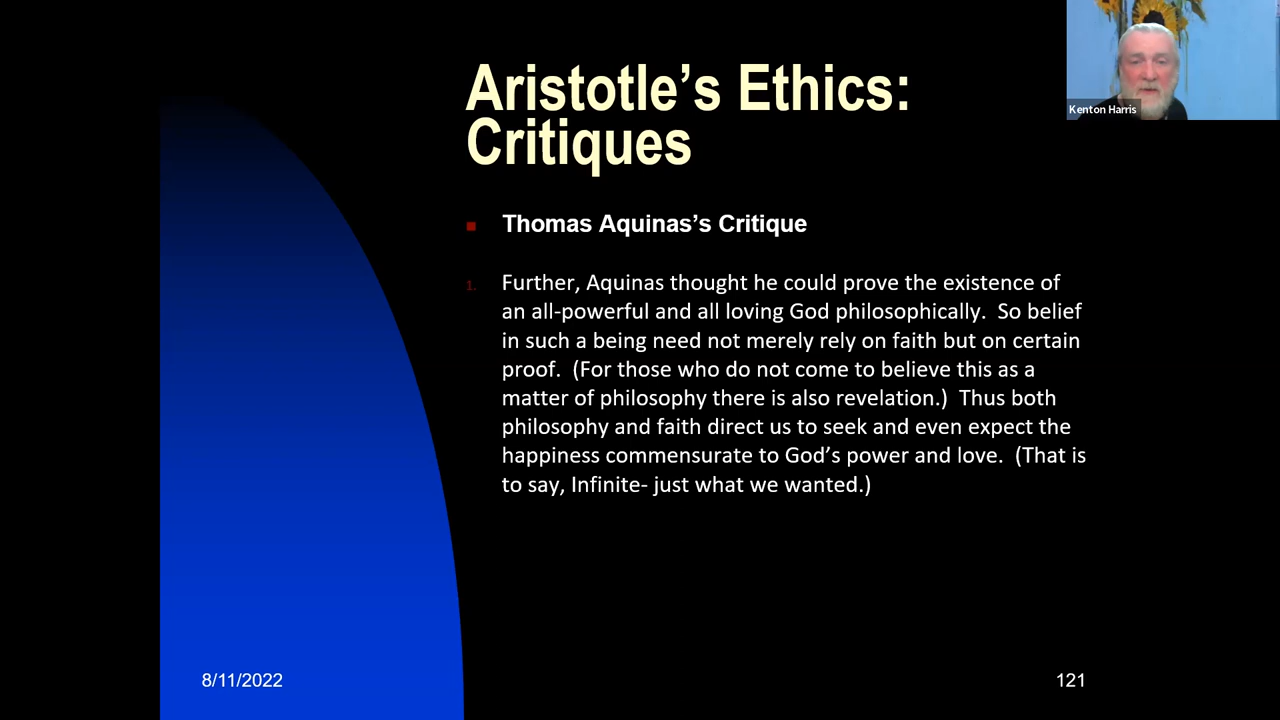 Aristotle’s Ethics:
Critiques
Kenton Harris
■ Thomas Aquinas’s Critique
1. Further, Aquinas thought he could prove the existence of
an all-powerful and all loving God philosophically.  So belief
in such a being need not merely rely on faith but on certain
proof.  (For those who do not come to believe this as a
matter of philosophy there is also revelation.)  Thus both
philosophy and faith direct us to seek and even expect the
happiness commensurate to God’s power and love.  (That is
to say, Infinite- just what we wanted.)
8/11/2022
121